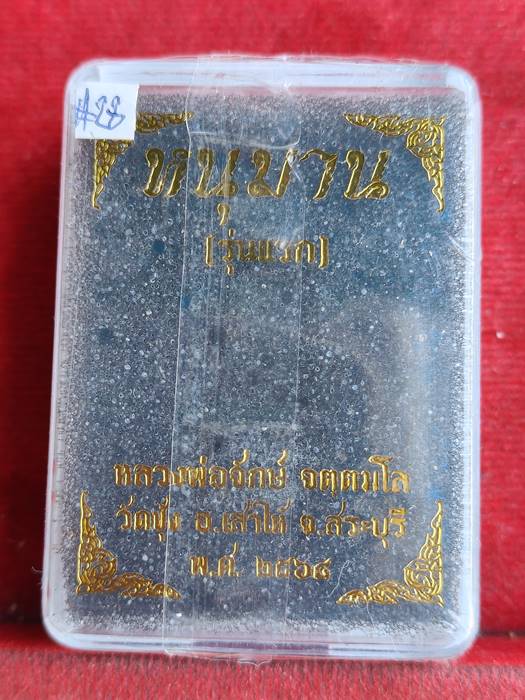 หนุมาน
(รุ่นแรก)
หลวงพ่อจักษ์ จตฺตมโล
วัดชุ้ง อ.เสาไห้ จ.สระบุรี
พ.ศ. ๒๕๖๔